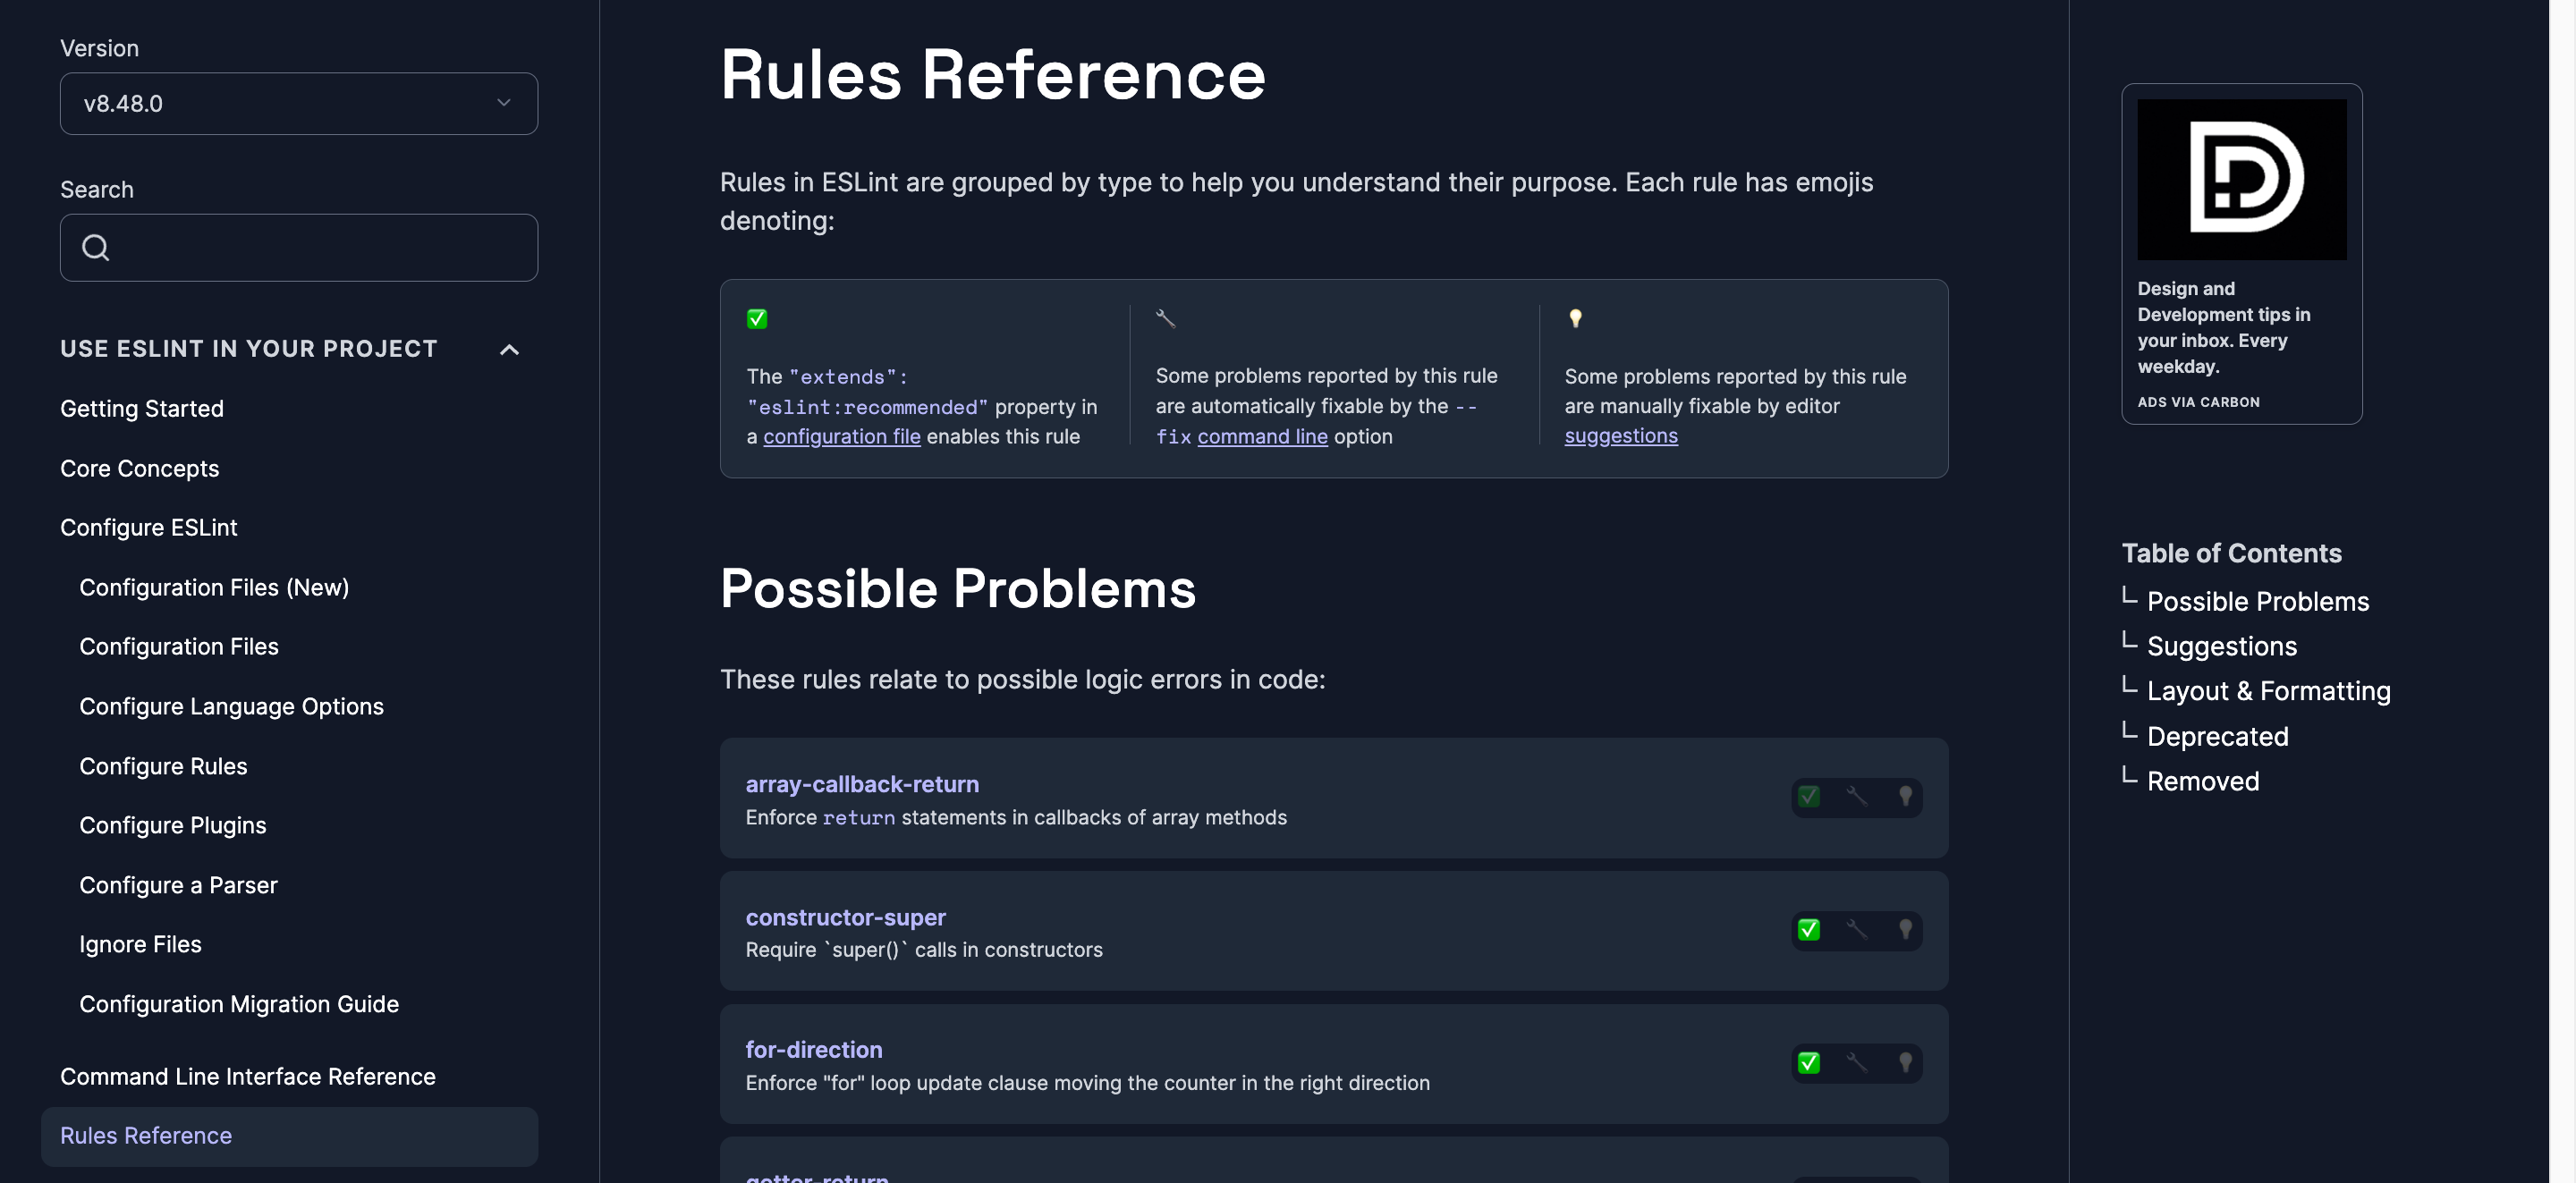 Version
v8.48.0
Search
USE ESLINT IN YOUR PROJECT
Getting Started
Core Concepts
Configure ESLint
Configuration Files (New)
Configuration Files
Configure Language Options
Configure Rules
Configure Plugins
Configure a Parser
Ignore Files
Configuration Migration Guide
Command Line Interface Reference
Rules Reference
Rules Reference
Rules in ESLint are grouped by type to help you understand their purpose. Each rule has emojis
denoting:
✅
The "extends":
"eslint:recommended" property in
a configuration file enables this rule
🔧
Some problems reported by this rule
are automatically fixable by the --
fix command line option
💡
Some problems reported by this rule
are manually fixable by editor
suggestions
Possible Problems
These rules relate to possible logic errors in code:
array-callback-return
Enforce return statements in callbacks of array methods
✅ 🔧 💡
constructor-super
Require `super()` calls in constructors
✅ 🔧 💡
for-direction
Enforce "for" loop update clause moving the counter in the right direction
✅ 🔧 💡
getter-return
Design and
Development tips in
your inbox. Every
weekday.
ADS VIA CARBON
Table of Contents
Possible Problems
Suggestions
Layout & Formatting
Deprecated
Removed